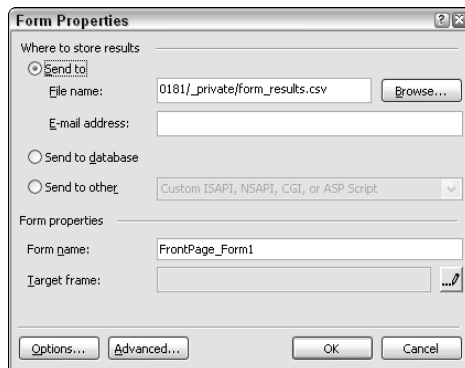 Form Properties
Where to store results
Send to
File name: 0181/_private/form_results.csv Browse...
E-mail address:
Send to database
Send to other Custom ISAPI, NSAPI, CGI, or ASP Script
Form properties
Form name: FrontPage_Form1
Target frame:
Options... Advanced... OK Cancel